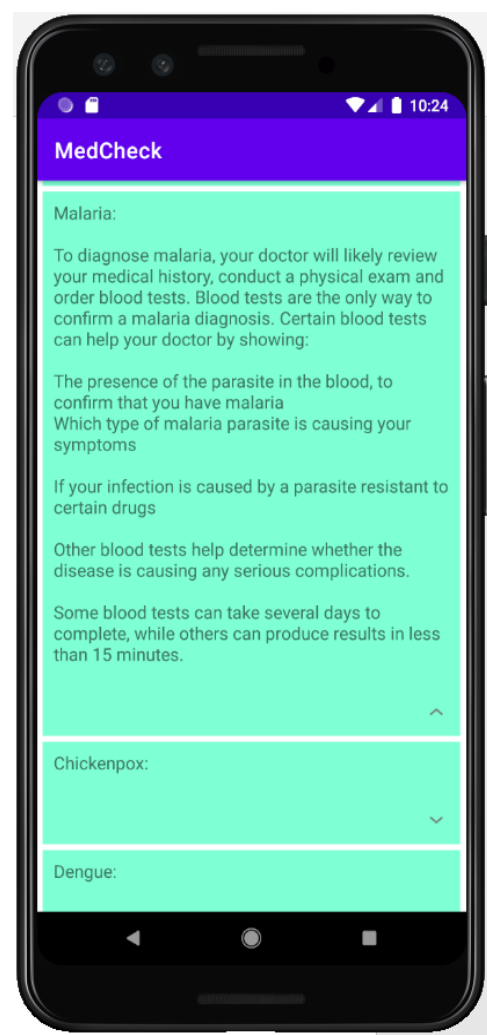 10:24
MedCheck
Malaria:
To diagnose malaria, your doctor will likely review
your medical history, conduct a physical exam and
order blood tests. Blood tests are the only way to
confirm a malaria diagnosis. Certain blood tests
can help your doctor by showing:
The presence of the parasite in the blood, to
confirm that you have malaria
Which type of malaria parasite is causing your
symptoms
If your infection is caused by a parasite resistant to
certain drugs
Other blood tests help determine whether the
disease is causing any serious complications.
Some blood tests can take several days to
complete, while others can produce results in less
than 15 minutes.
Chickenpox:
Dengue: